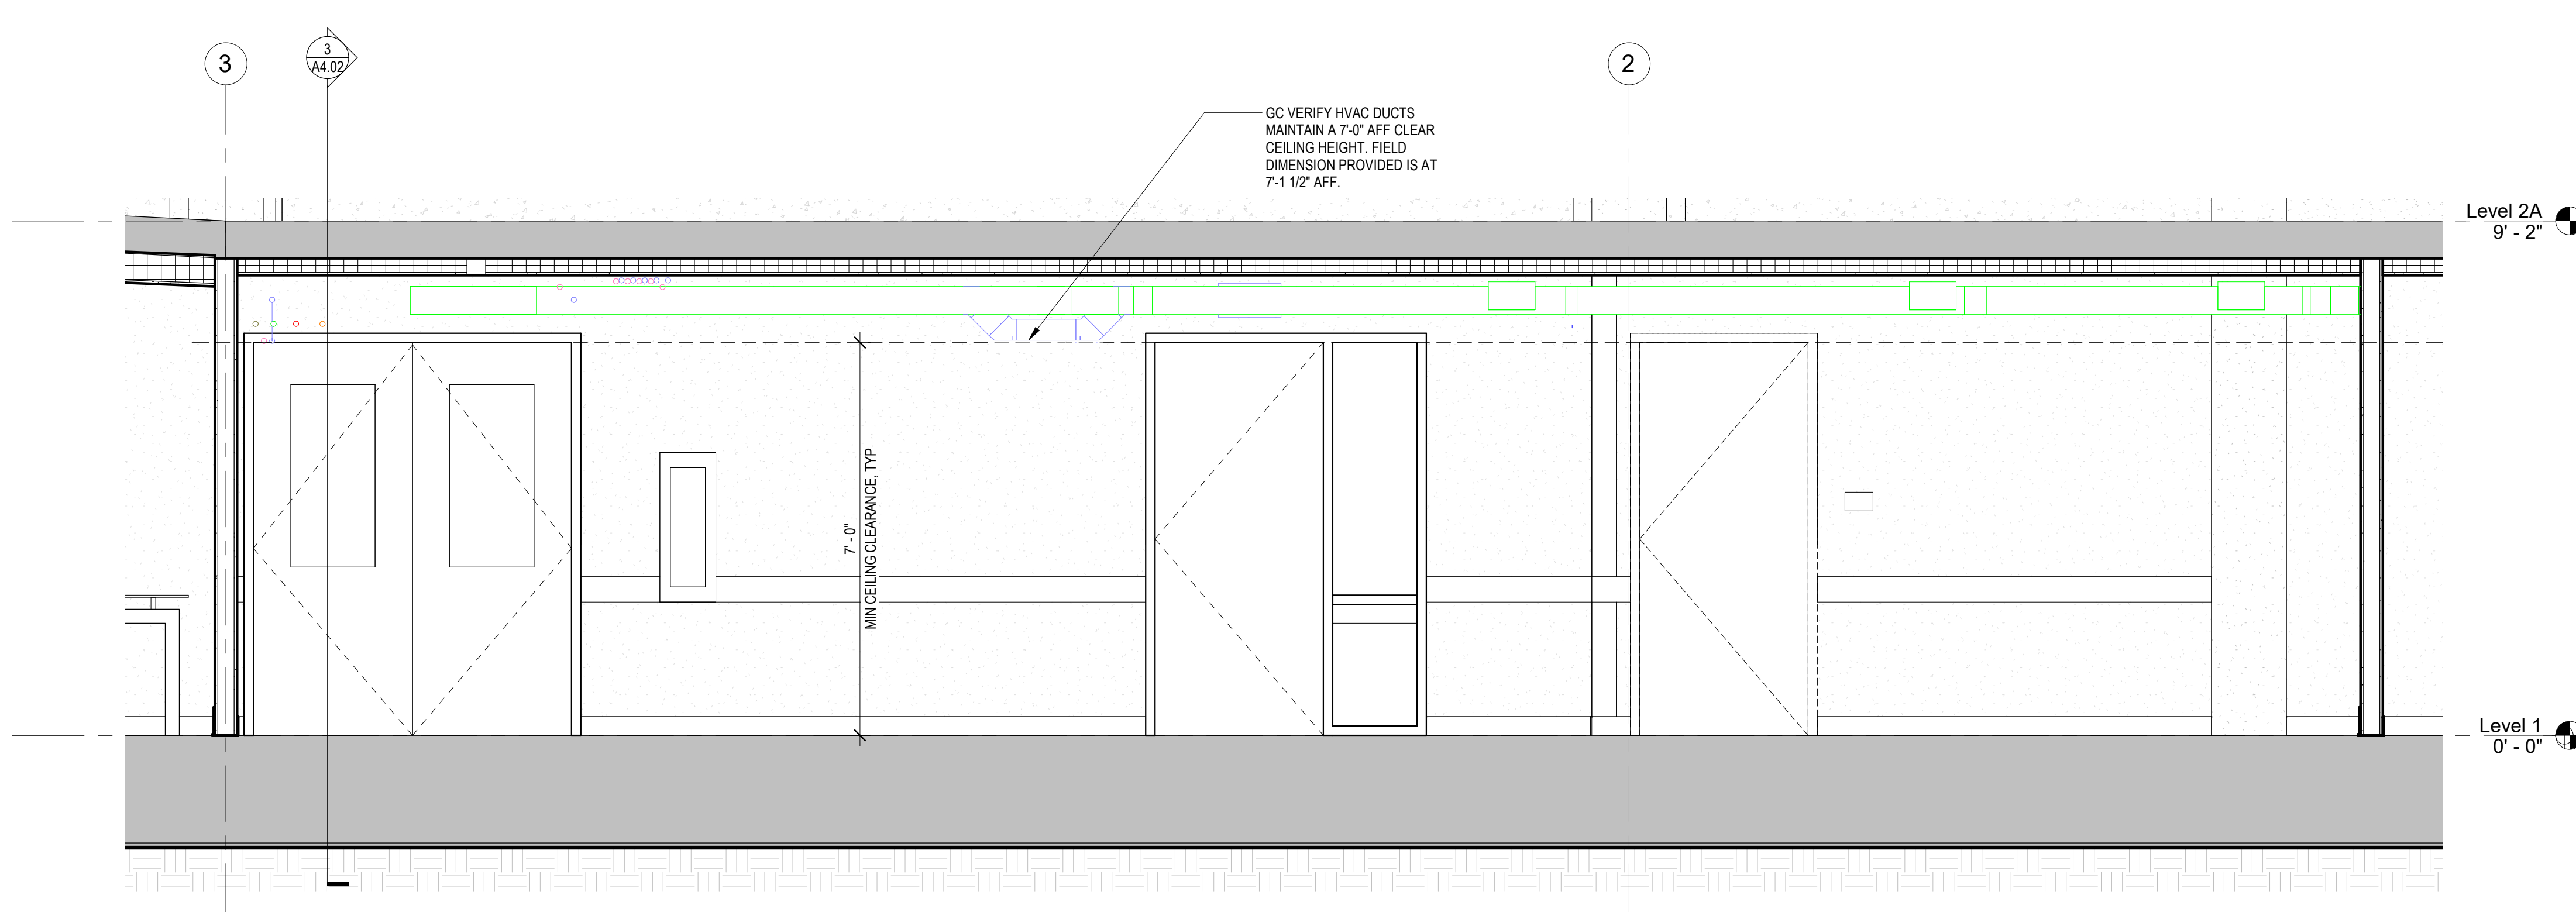 3
3
A4.02
2
GC VERIFY HVAC DUCTS
MAINTAIN A 7'-0" AFF CLEAR
CEILING HEIGHT. FIELD
DIMENSION PROVIDED IS AT
7'-1 1/2" AFF.
Level 2A
9' - 2"
7' - 0"
MIN CEILING CLEARANCE, TYP
Level 1
0' - 0"